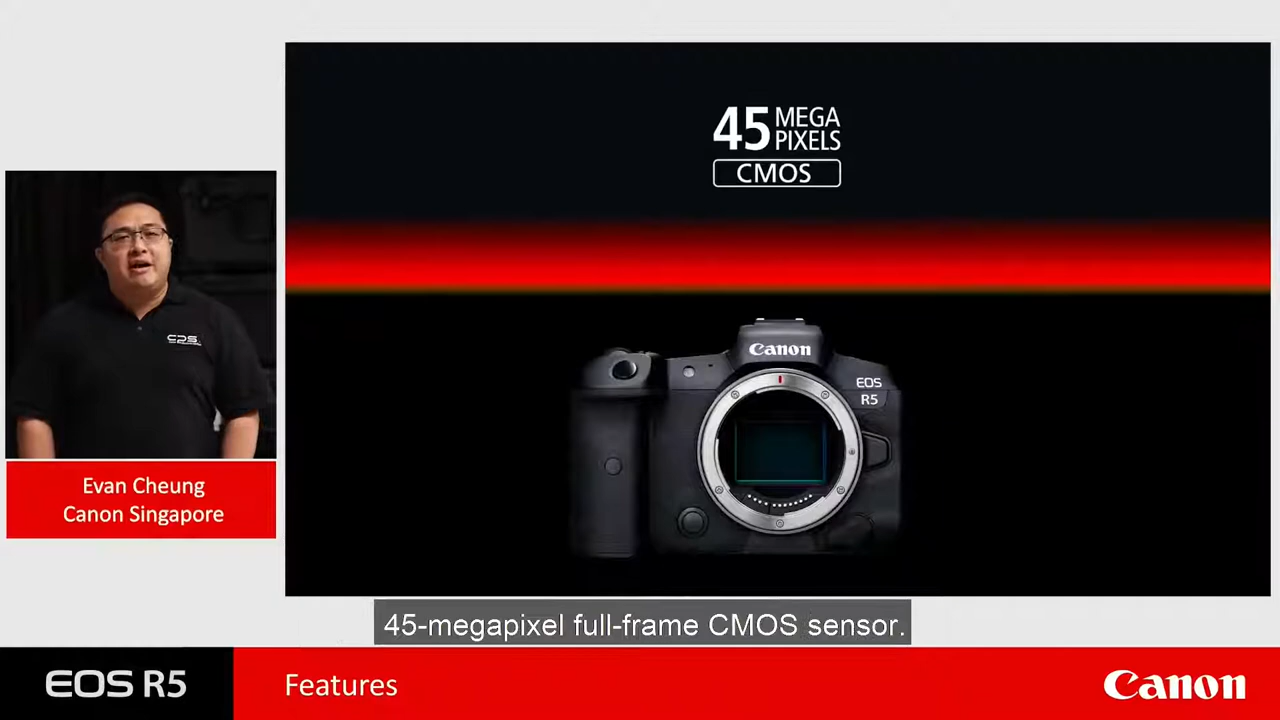 45 MEGA
PIXELS
CMOS
Canon
EOS
R5
CPS
Evan Cheung
Canon Singapore
45-megapixel full-frame CMOS sensor.
EOS R5
Features
Canon